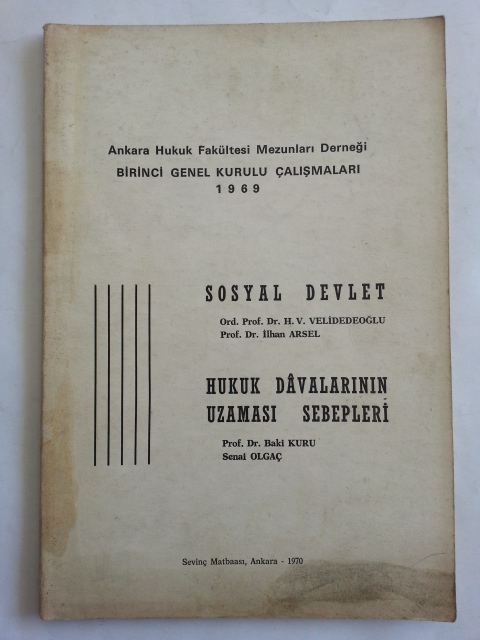 Ankara Hukuk Fakültesi Mezunları Derneği
BİRİNCİ GENEL KURULU ÇALIŞMALARI
1969
SOSYAL DEVLET
Ord. Prof. Dr. H. V. VELİDEDEOĞLU
Prof. Dr. İlhan ARSEL
HUKUK DÂVALARININ
UZAMASI SEBEPLERİ
Prof. Dr. Baki KURU
Senai OLGAÇ
Sevinç Matbaası, Ankara - 1970